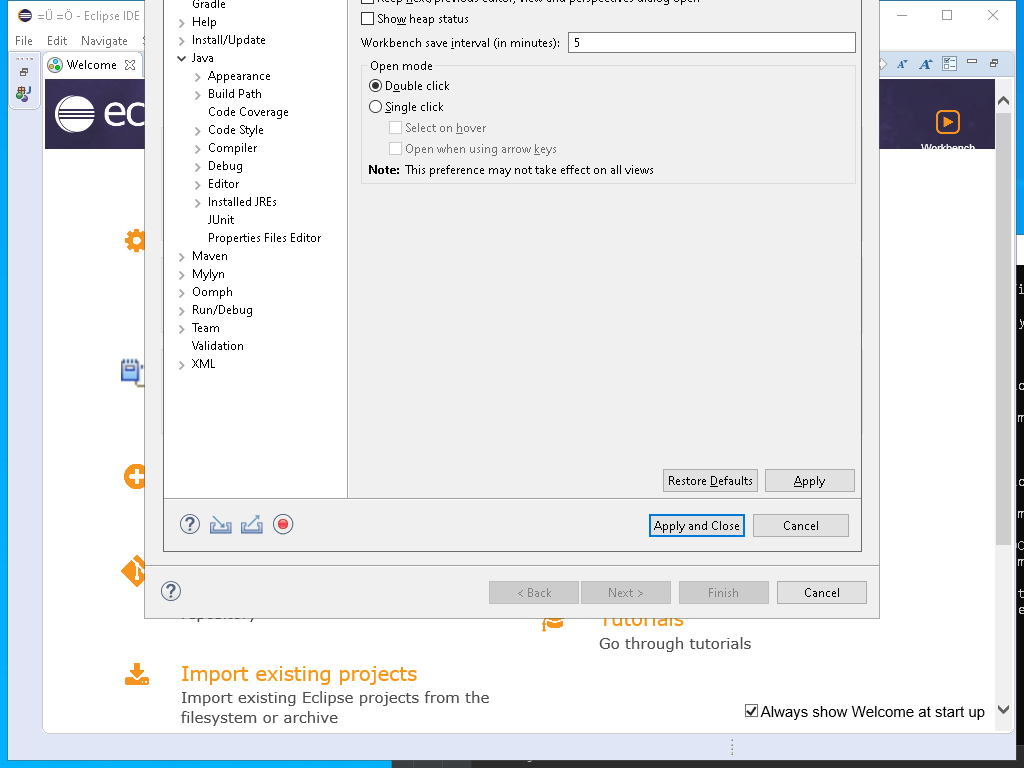 =Ü =Ö - Eclipse IDE
Gradle
Show heap status
File Edit Navigate
Help
Install/Update
Workbench save interval (in minutes): 5
Java
Welcome
Open mode
Appearance
Double click
Build Path
Single click
Code Coverage
Select on hover
Code Style
Open when using arrow keys
Compiler
Workbench
Debug
Note: This preference may not take effect on all views
Editor
Installed JREs
JUnit
Properties Files Editor
Maven
Mylyn
Oomph
Run/Debug
Team
Validation
XML
Restore Defaults Apply
Apply and Close Cancel
< Back Next > Finish Cancel
Tutorials
Go through tutorials
Import existing projects
Import existing Eclipse projects from the
filesystem or archive
Always show Welcome at start up